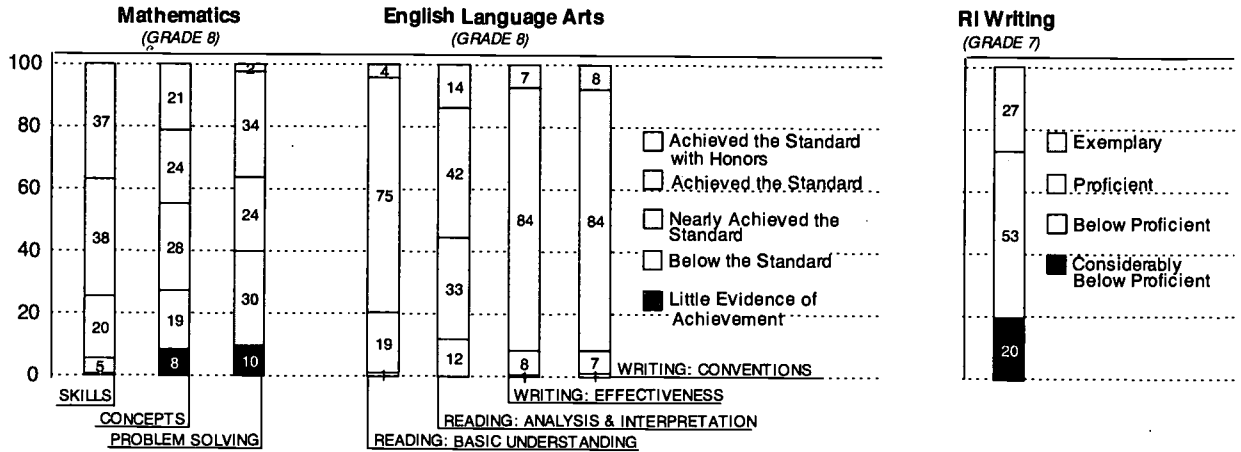 Mathematics
(GRADE 8)
English Language Arts
(GRADE 8)
RI Writing
(GRADE 7)
100
80
60
40
20
0
37
38
20
5
21
24
28
19
8
2
34
24
30
10
4
75
19
1
14
42
33
12
7
84
8
8
84
7
Achieved the Standard
with Honors
Achieved the Standard
Nearly Achieved the
Standard
Below the Standard
Little Evidence of
Achievement
27
53
20
Exemplary
Proficient
Below Proficient
Considerably
Below Proficient
SKILLS
CONCEPTS
PROBLEM SOLVING
WRITING: CONVENTIONS
WRITING: EFFECTIVENESS
READING: ANALYSIS & INTERPRETATION
READING: BASIC UNDERSTANDING